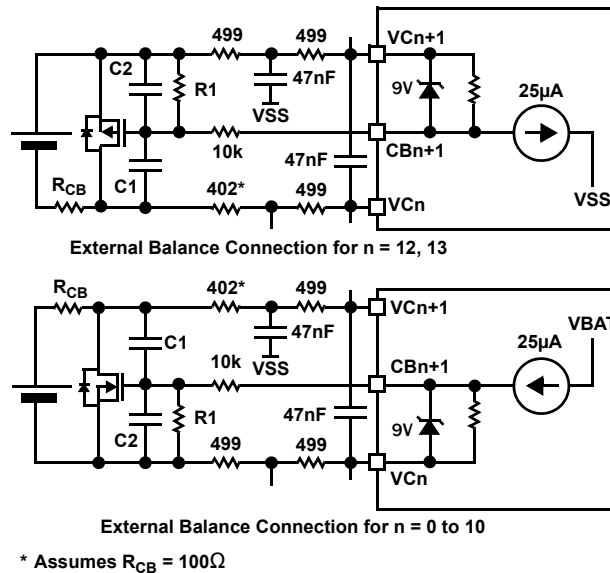 499 499 VCn+1
C2
R1
47nF
VSS
9V
25µA
10k
47nF
CBn+1
C1
RCB
402* 499
VCn
VSS
External Balance Connection for n = 12, 13
RCB
402* 499
VCn+1
C1
47nF
VSS
VBAT
25µA
10k
CBn+1
R1
47nF
C2
9V
499 499
VCn
External Balance Connection for n = 0 to 10
* Assumes RCB = 100Ω